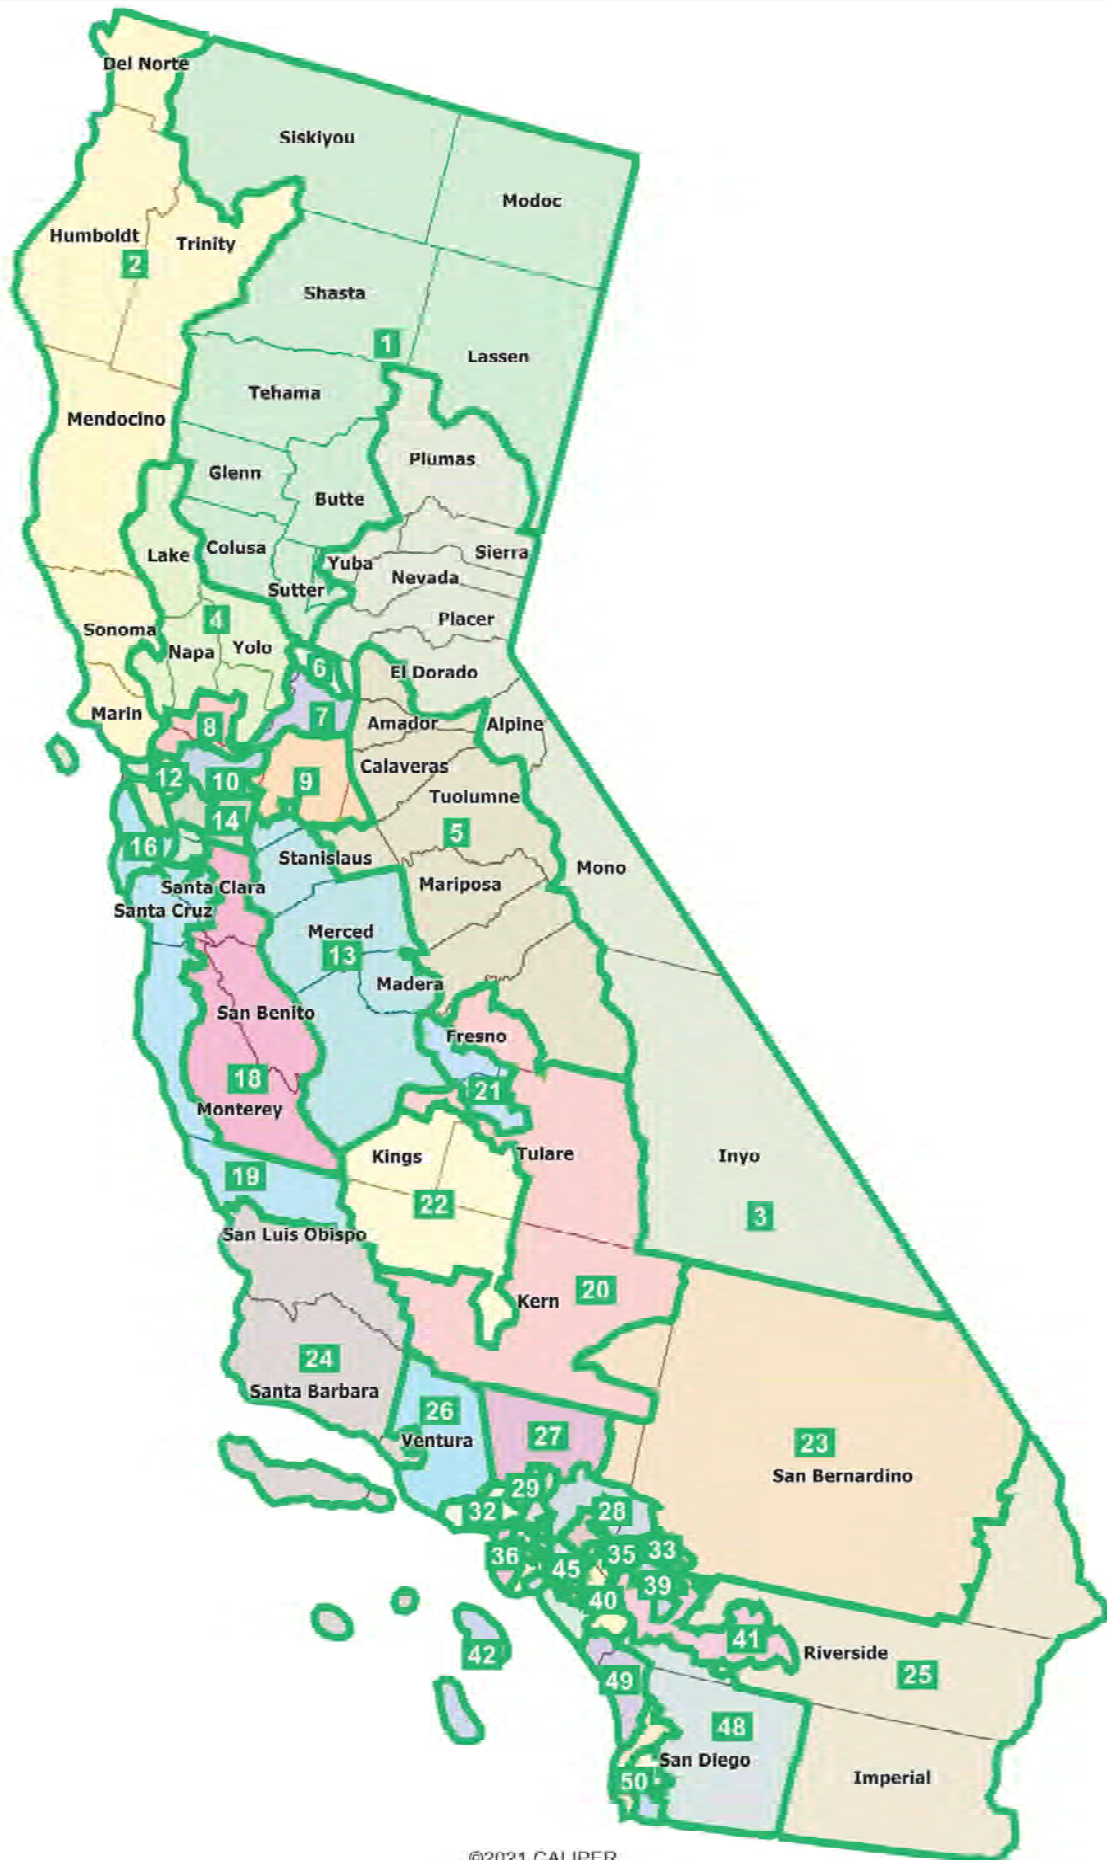 Del Norte
Siskiyou
Modoc
Humboldt
Trinity
2
Shasta
1
Lassen
Tehama
Mendocino
Plumas
Glenn
Butte
Lake
Colusa
Yuba
Sierra
Nevada
Sutter
Placer
4
Sonoma
Napa
Yolo
6
El Dorado
Marin
8
7
Amador
Alpine
12
10
9
Calaveras
Tuolumne
14
5
16
Stanislaus
Mono
Santa Clara
Mariposa
Santa Cruz
Merced
13
Madera
San Benito
Fresno
18
21
Monterey
Kings
Tulare
Inyo
19
22
3
San Luis Obispo
Kern
20
24
Santa Barbara
26
Ventura
27
23
San Bernardino
29
32
28
36
45
35
33
39
40
41
42
Riverside
25
49
48
San Diego
50
Imperial
©2021 CALIPER